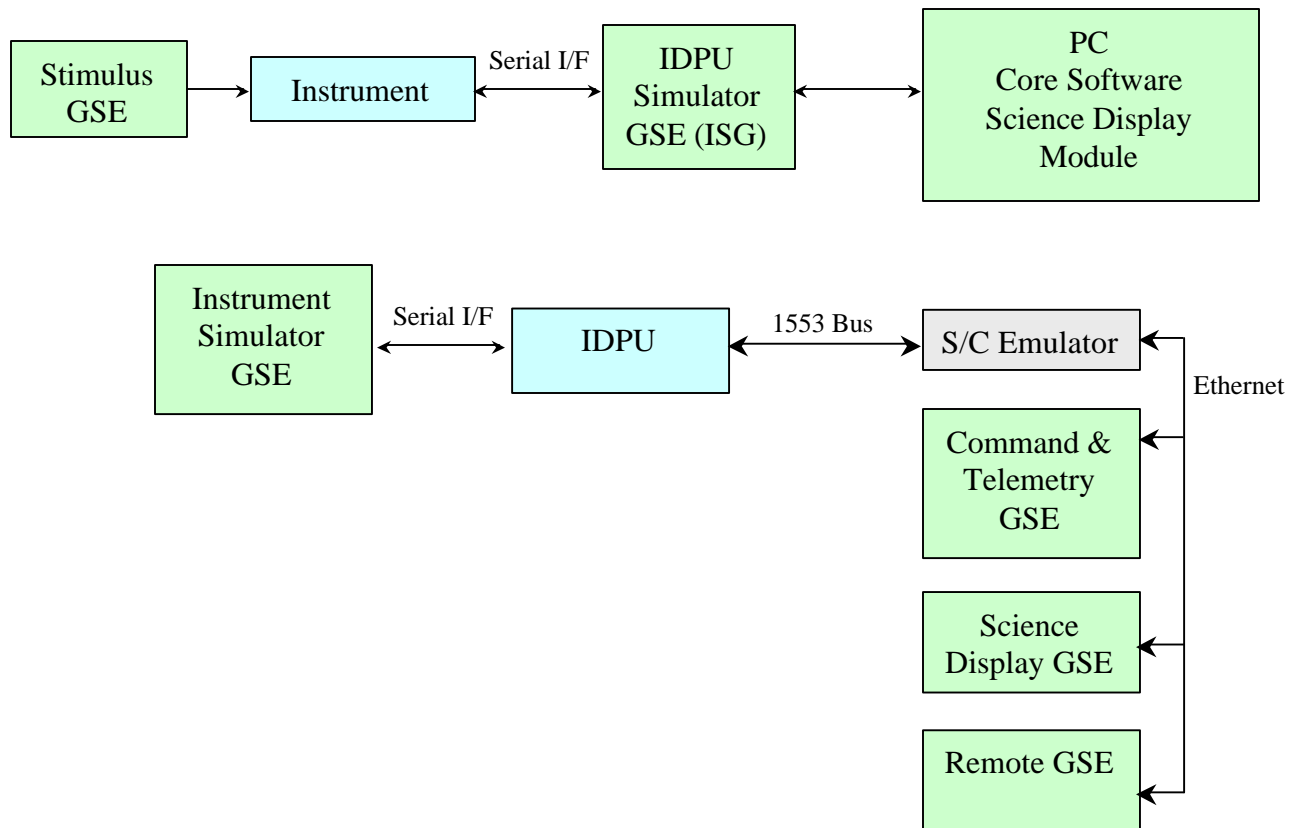 Stimulus
GSE
Instrument
Serial I/F
IDPU
Simulator
GSE (ISG)
PC
Core Software
Science Display
Module
Instrument
Simulator
GSE
Serial I/F
IDPU
1553 Bus
S/C Emulator
Ethernet
Command &
Telemetry
GSE
Science
Display GSE
Remote GSE